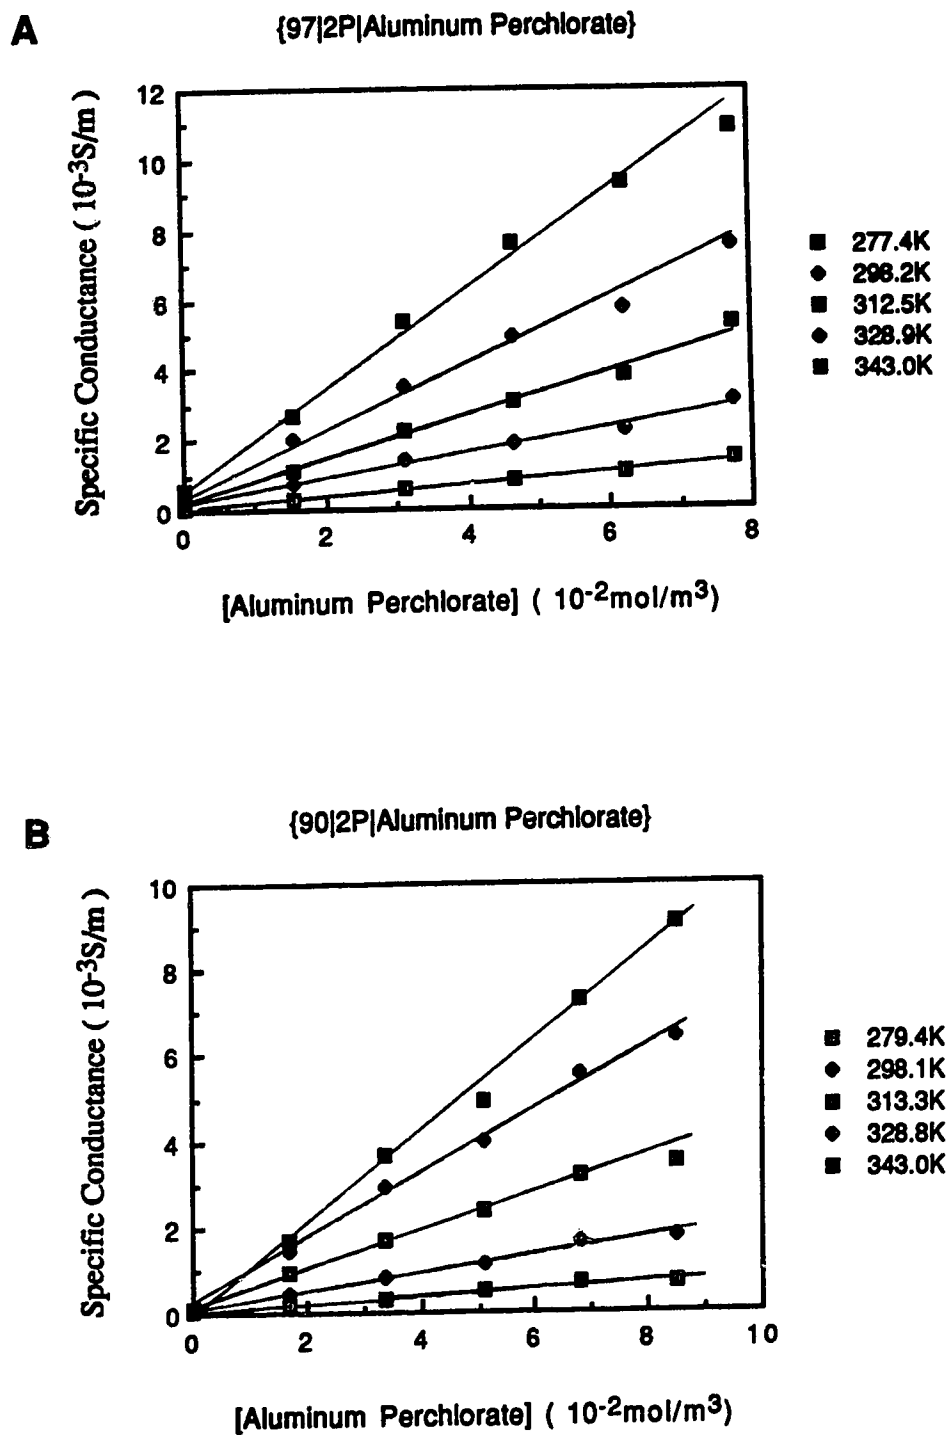 A
{97|2P|Aluminum Perchlorate}
Specific Conductance ( 10-3S/m )
12
10
8
6
4
2
0
0 2 4 6 8
[Aluminum Perchlorate] ( 10-2mol/m3)
277.4K
298.2K
312.5K
328.9K
343.0K
B
{90|2P|Aluminum Perchlorate}
Specific Conductance ( 10-3S/m )
10
8
6
4
2
0
0 2 4 6 8 10
[Aluminum Perchlorate] ( 10-2mol/m3)
279.4K
298.1K
313.3K
328.8K
343.0K